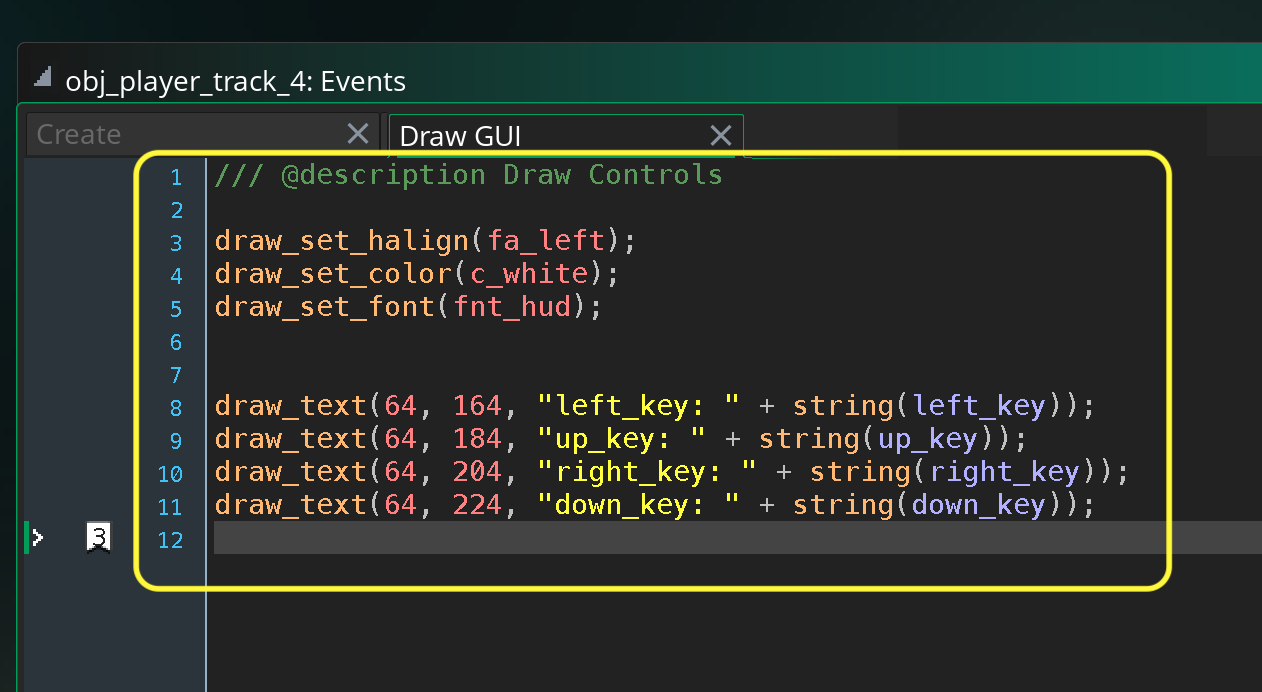 obj_player_track_4: Events
Create Draw GUI
1 /// @description Draw Controls
2
3 draw_set_halign(fa_left);
4 draw_set_color(c_white);
5 draw_set_font(fnt_hud);
6
7
8 draw_text(64, 164, "left_key: " + string(left_key));
9 draw_text(64, 184, "up_key: " + string(up_key));
10 draw_text(64, 204, "right_key: " + string(right_key));
11 draw_text(64, 224, "down_key: " + string(down_key));
3 12